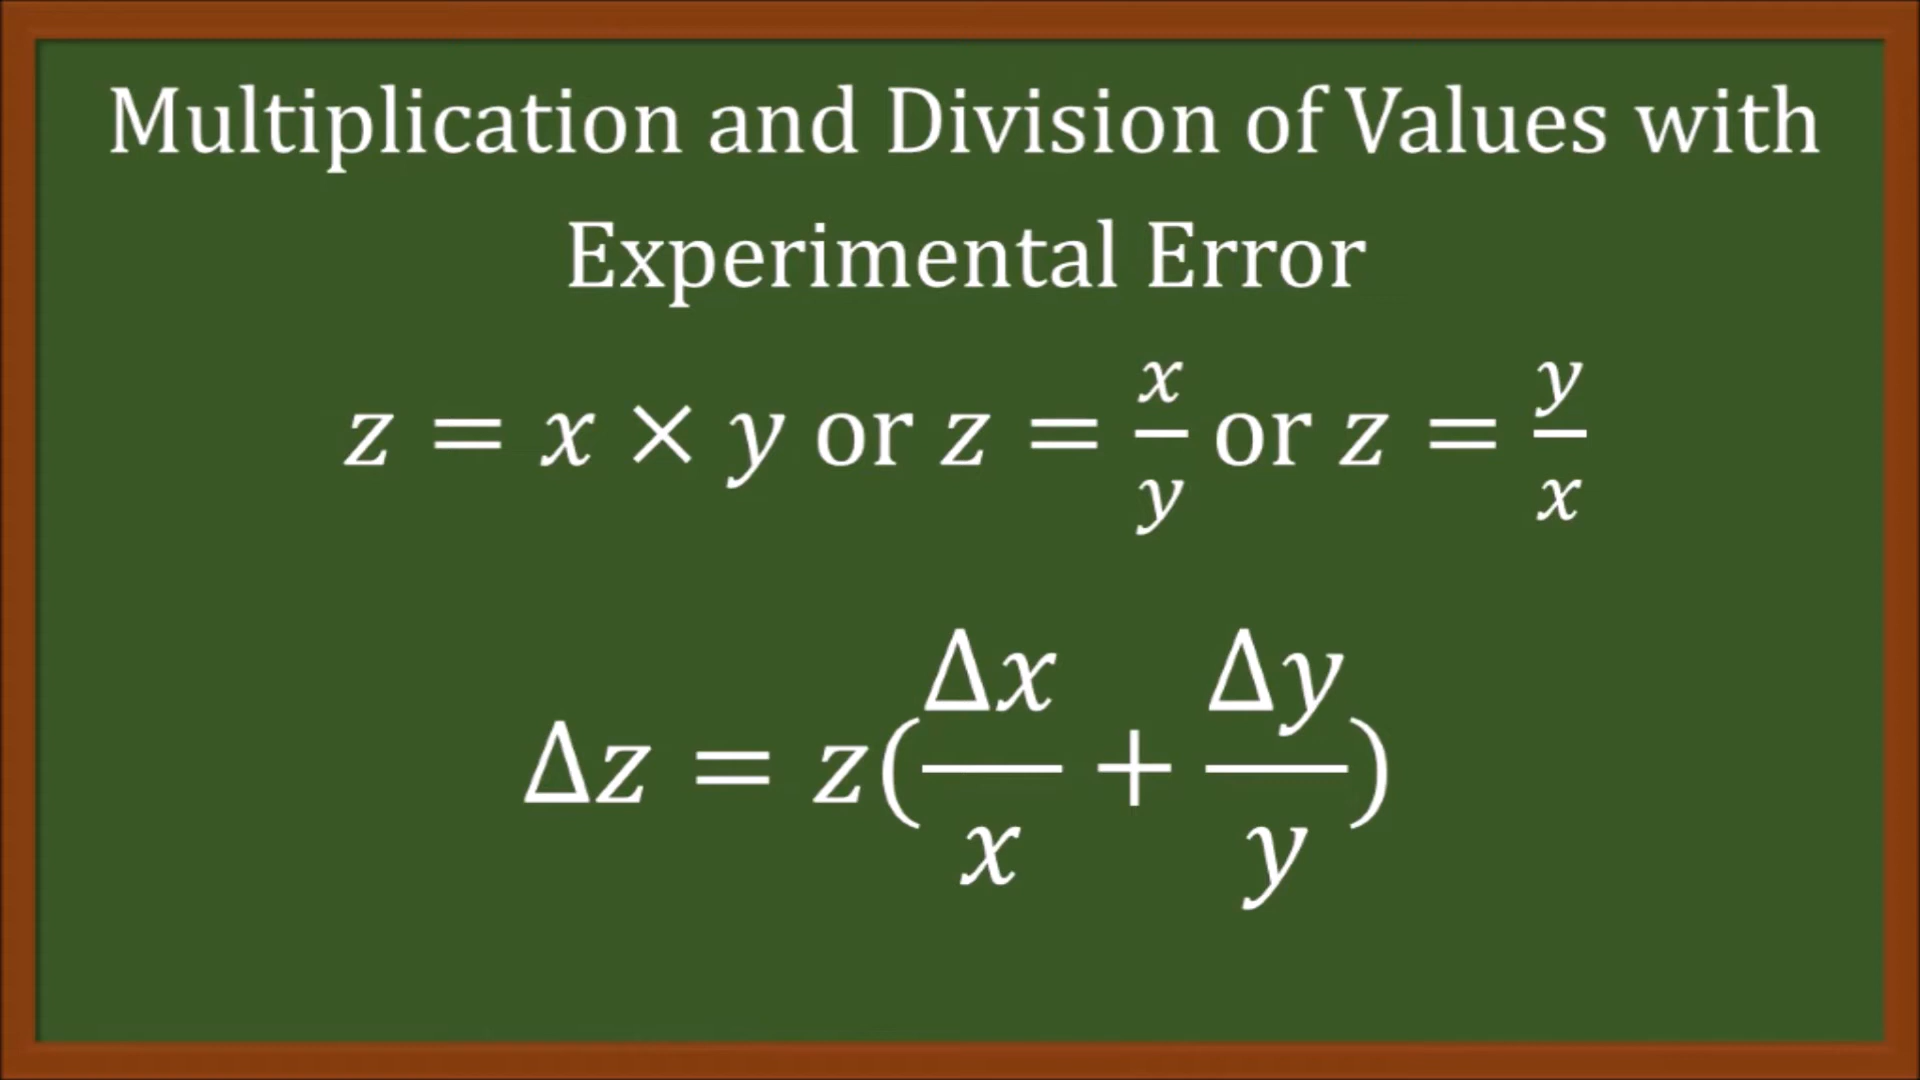 Multiplication and Division of Values with
Experimental Error
z = x × y or z = x/y or z = y/x
Δz = z(Δx/x + Δy/y)